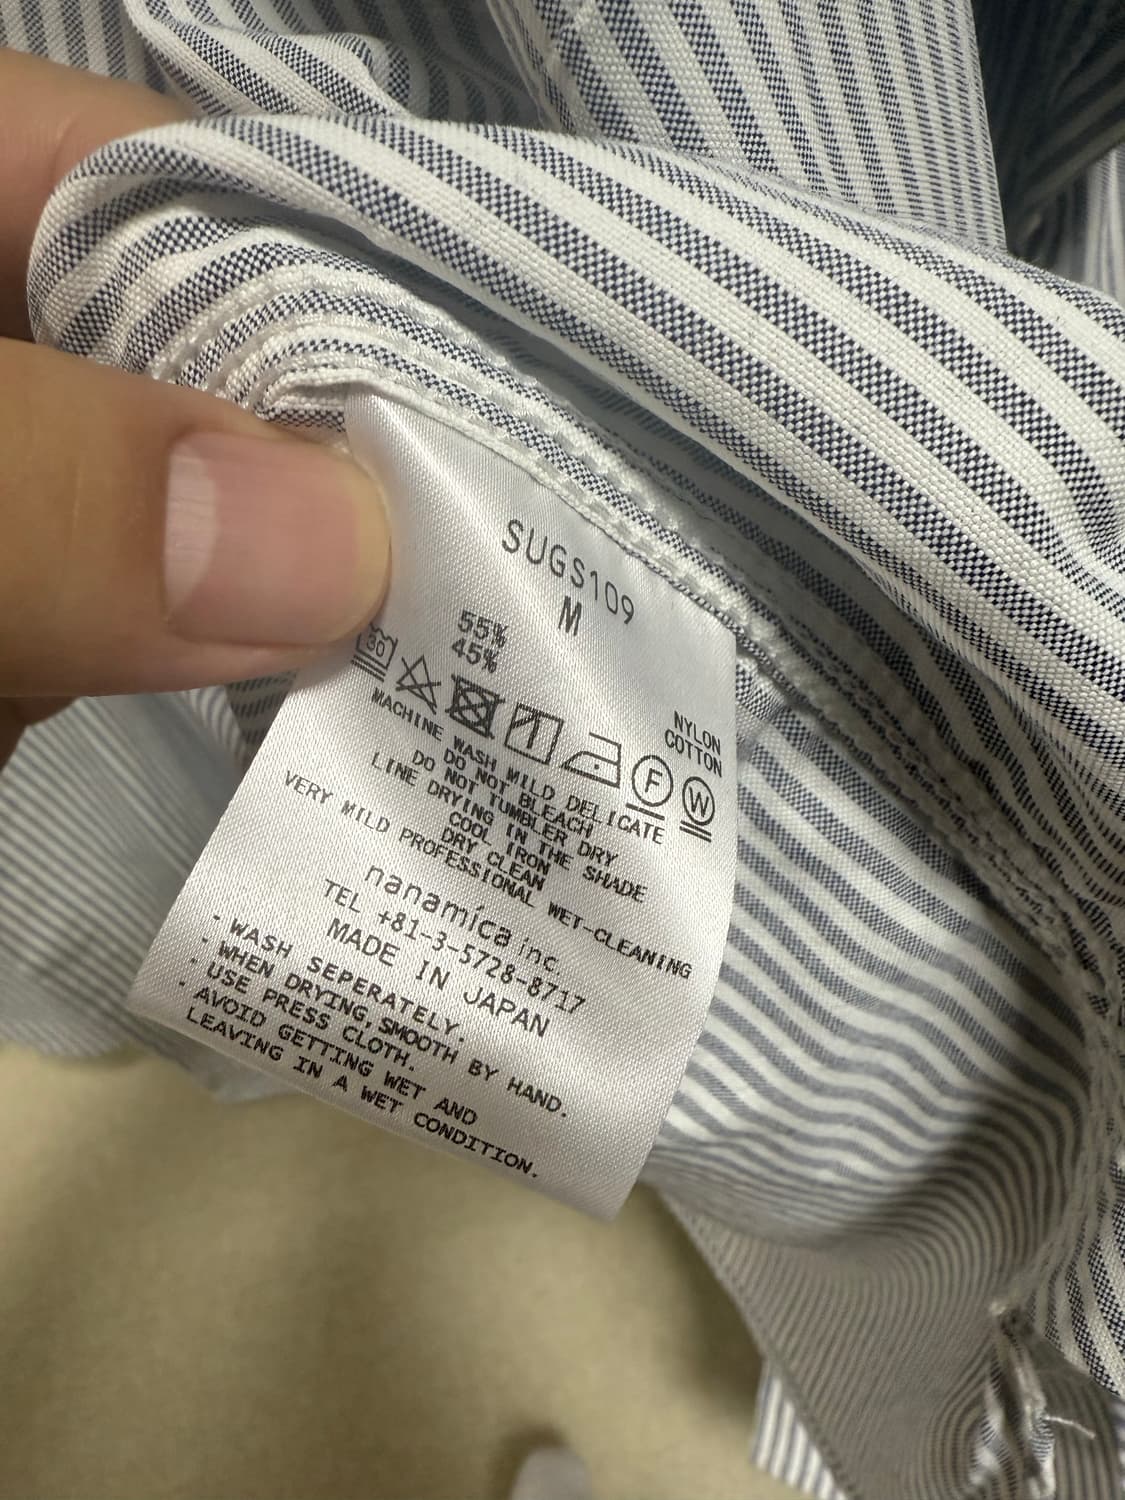 SUGS109
M
55%
45%
NYLON
COTTON
30
F
W
MACHINE WASH MILD DELICATE
DO NOT BLEACH
DO NOT TUMBLER DRY
LINE DRYING IN THE SHADE
COOL IRON
DRY CLEAN
VERY MILD PROFESSIONAL WET-CLEANING
nanamica inc.
TEL +81-3-5728-8717
MADE IN JAPAN
・WASH SEPERATELY.
・WHEN DRYING,SMOOTH BY HAND.
・USE PRESS CLOTH.
・AVOID GETTING WET AND
LEAVING IN A WET CONDITION.